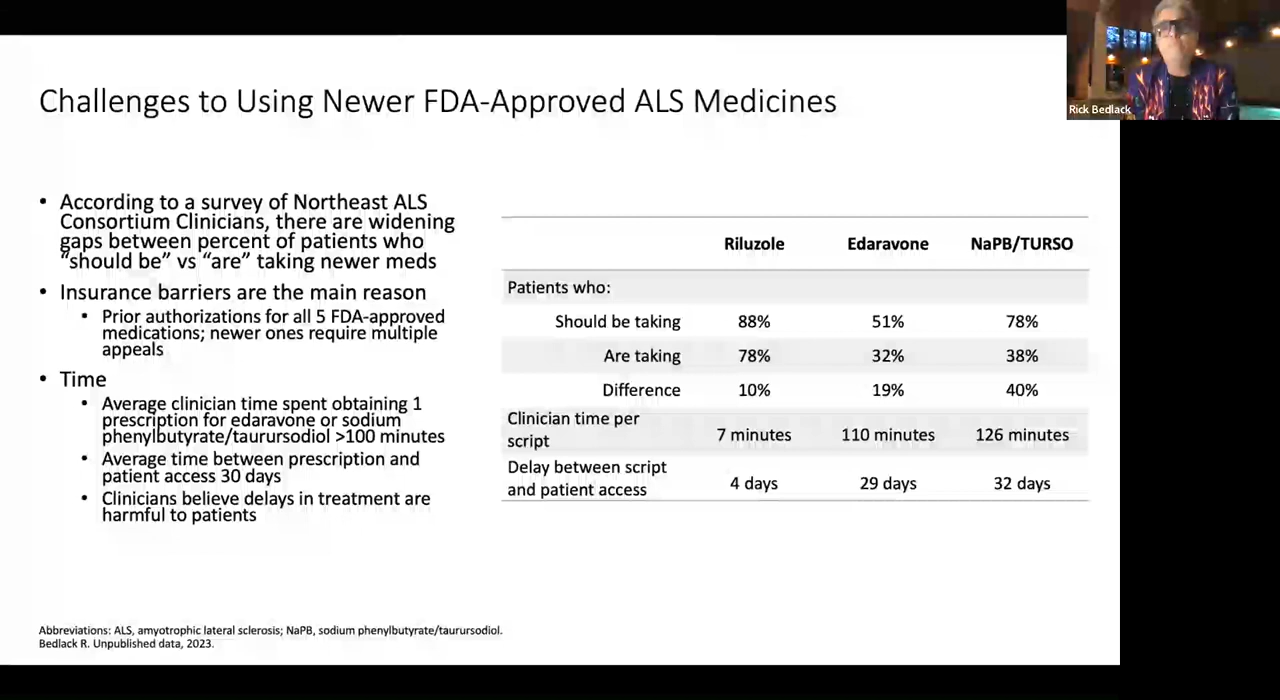 Challenges to Using Newer FDA-Approved ALS Medicines
Rick Bedlack
• According to a survey of Northeast ALS
Consortium Clinicians, there are widening
gaps between percent of patients who
“should be” vs “are” taking newer meds
• Insurance barriers are the main reason
• Prior authorizations for all 5 FDA-approved
medications; newer ones require multiple
appeals
• Time
• Average clinician time spent obtaining 1
prescription for edaravone or sodium
phenylbutyrate/taurursodiol >100 minutes
• Average time between prescription and
patient access 30 days
• Clinicians believe delays in treatment are
harmful to patients
Riluzole Edaravone NaPB/TURSO
Patients who:
Should be taking 88% 51% 78%
Are taking 78% 32% 38%
Difference 10% 19% 40%
Clinician time per
script 7 minutes 110 minutes 126 minutes
Delay between script
and patient access 4 days 29 days 32 days
Abbreviations: ALS, amyotrophic lateral sclerosis; NaPB, sodium phenylbutyrate/taurursodiol.
Bedlack R. Unpublished data, 2023.